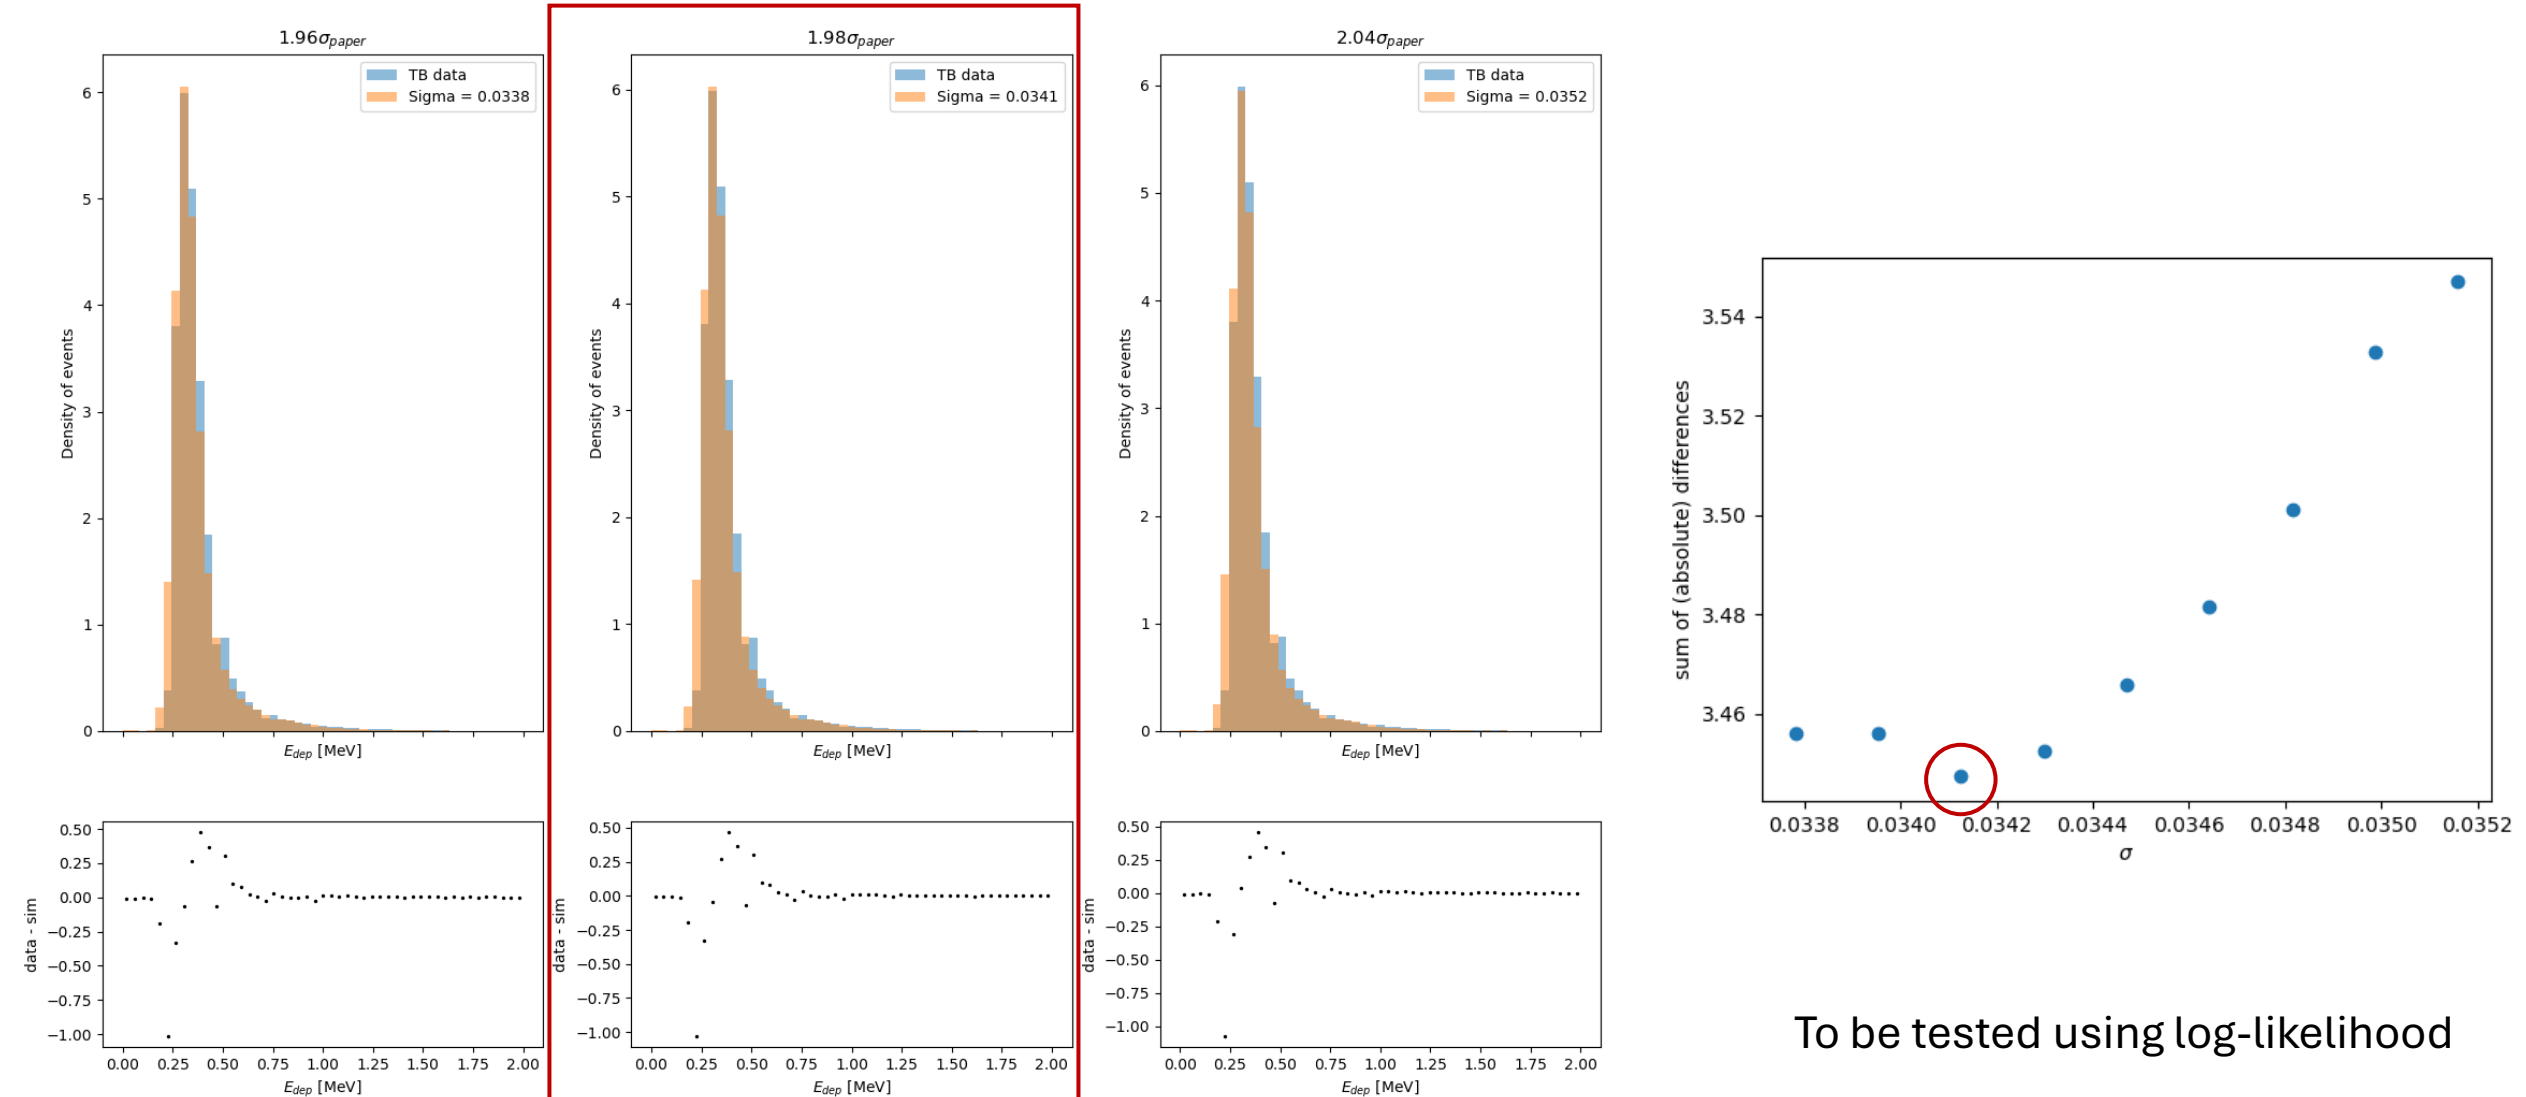 1.96σpaper
TB data
Sigma = 0.0338
Density of events
6
5
4
3
2
1
0
E_dep [MeV]
data - sim
0.50
0.25
0.00
−0.25
−0.50
−0.75
−1.00
0.00 0.25 0.50 0.75 1.00 1.25 1.50 1.75 2.00
E_dep [MeV]
1.98σpaper
TB data
Sigma = 0.0341
Density of events
6
5
4
3
2
1
0
E_dep [MeV]
data - sim
0.50
0.25
0.00
−0.25
−0.50
−0.75
−1.00
0.00 0.25 0.50 0.75 1.00 1.25 1.50 1.75 2.00
E_dep [MeV]
2.04σpaper
TB data
Sigma = 0.0352
Density of events
6
5
4
3
2
1
0
E_dep [MeV]
data - sim
0.50
0.25
0.00
−0.25
−0.50
−0.75
−1.00
0.00 0.25 0.50 0.75 1.00 1.25 1.50 1.75 2.00
E_dep [MeV]
sum of (absolute) differences
3.54
3.52
3.50
3.48
3.46
0.0338 0.0340 0.0342 0.0344 0.0346 0.0348 0.0350 0.0352
σ
To be tested using log-likelihood